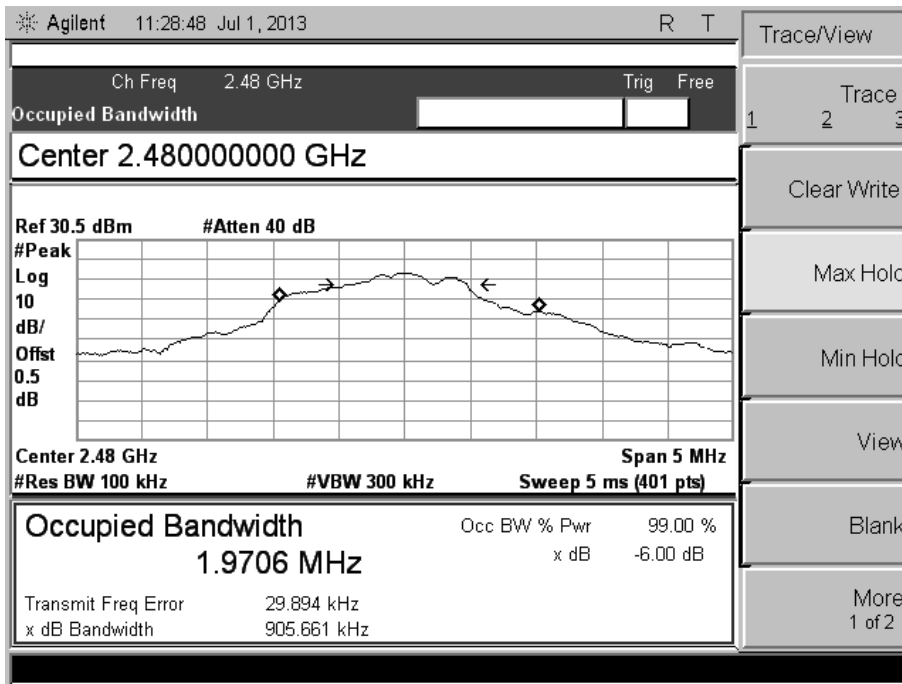 Agilent 11:28:48 Jul 1, 2013 R T
Trace/View
Ch Freq 2.48 GHz Trig Free
Occupied Bandwidth
Trace
1 2 3
Center 2.480000000 GHz
Clear Write
Ref 30.5 dBm #Atten 40 dB
#Peak
Log
10
dB/
Offst
0.5
dB
Max Hold
Min Hold
Center 2.48 GHz Span 5 MHz
#Res BW 100 kHz #VBW 300 kHz Sweep 5 ms (401 pts)
View
Occupied Bandwidth Occ BW % Pwr 99.00 %
1.9706 MHz x dB -6.00 dB
Blank
Transmit Freq Error 29.894 kHz
x dB Bandwidth 905.661 kHz
More
1 of 2